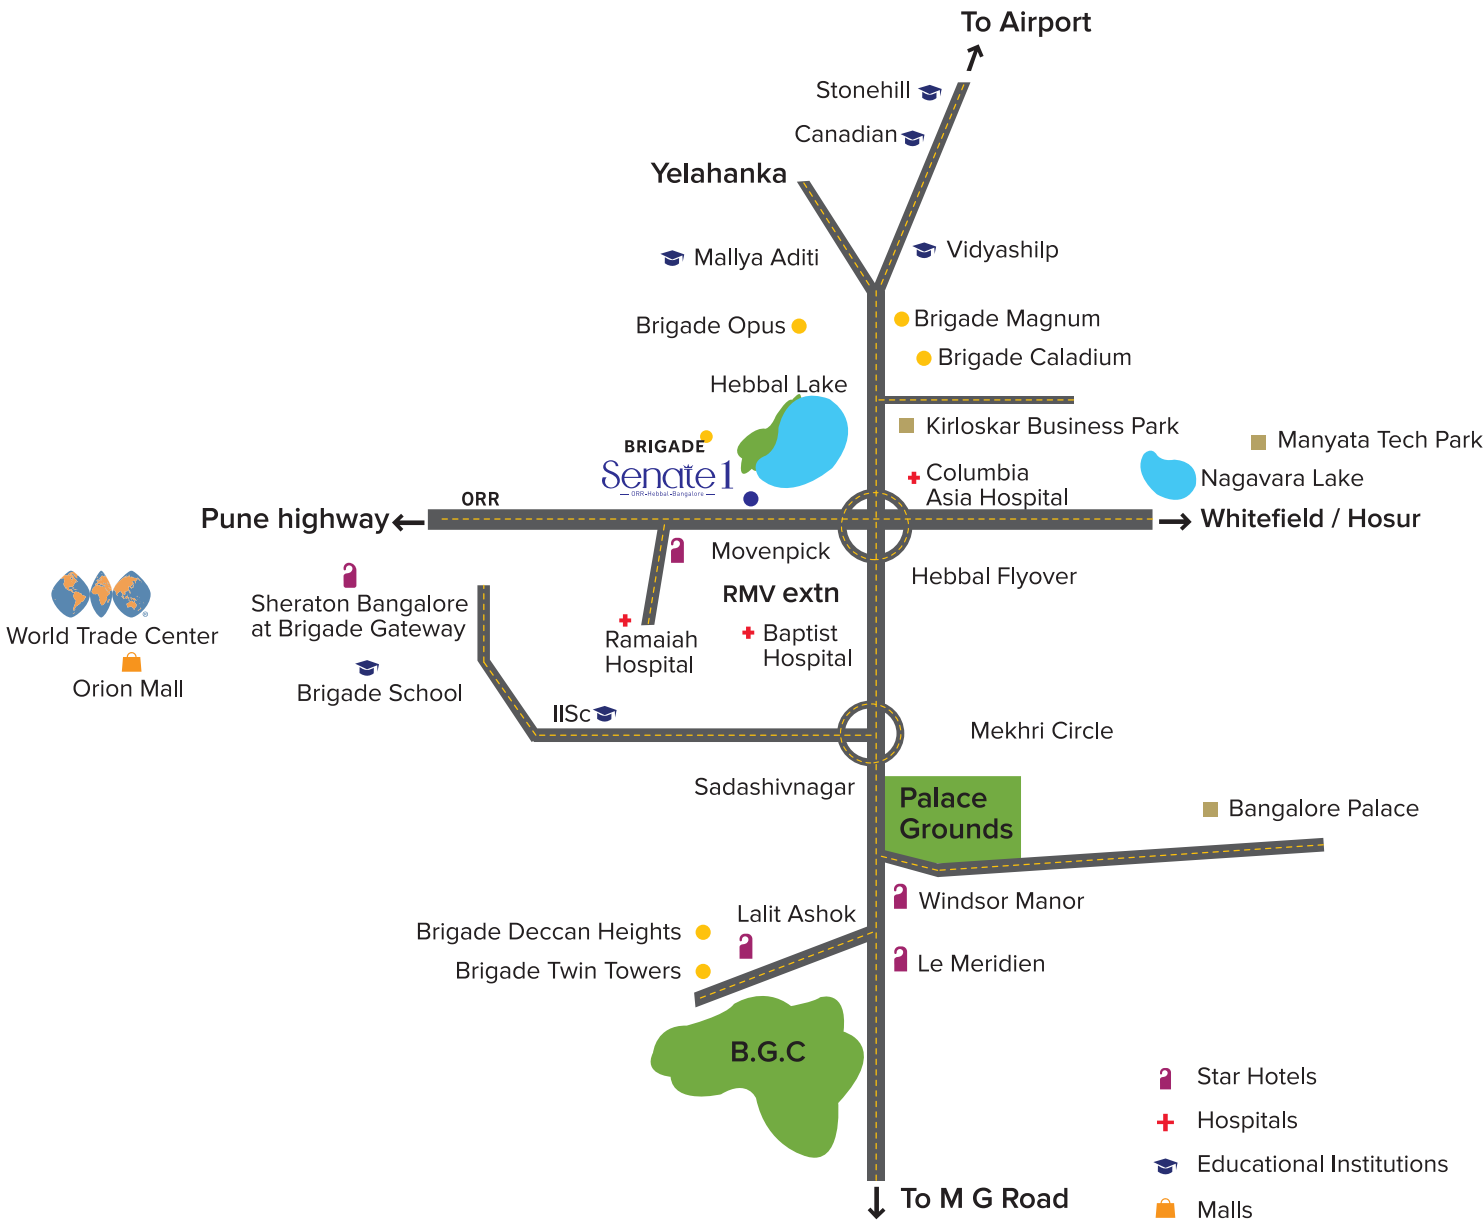 To Airport
Stonehill
Canadian
Yelahanka
Mallya Aditi
Vidyashilp
Brigade Opus
Brigade Magnum
Brigade Caladium
Hebbal Lake
Kirloskar Business Park
Manyata Tech Park
BRIGADE
Senate 1
ORR-Hebbal-Bangalore
Columbia
Asia Hospital
Nagavara Lake
ORR
Pune highway
Whitefield / Hosur
Movenpick
Hebbal Flyover
RMV extn
Sheraton Bangalore
at Brigade Gateway
World Trade Center
Ramaiah
Hospital
Baptist
Hospital
Orion Mall
Brigade School
IISc
Mekhri Circle
Sadashivnagar
Palace
Grounds
Bangalore Palace
Windsor Manor
Lalit Ashok
Brigade Deccan Heights
Brigade Twin Towers
Le Meridien
B.G.C
Star Hotels
Hospitals
Educational Institutions
Malls
To M G Road